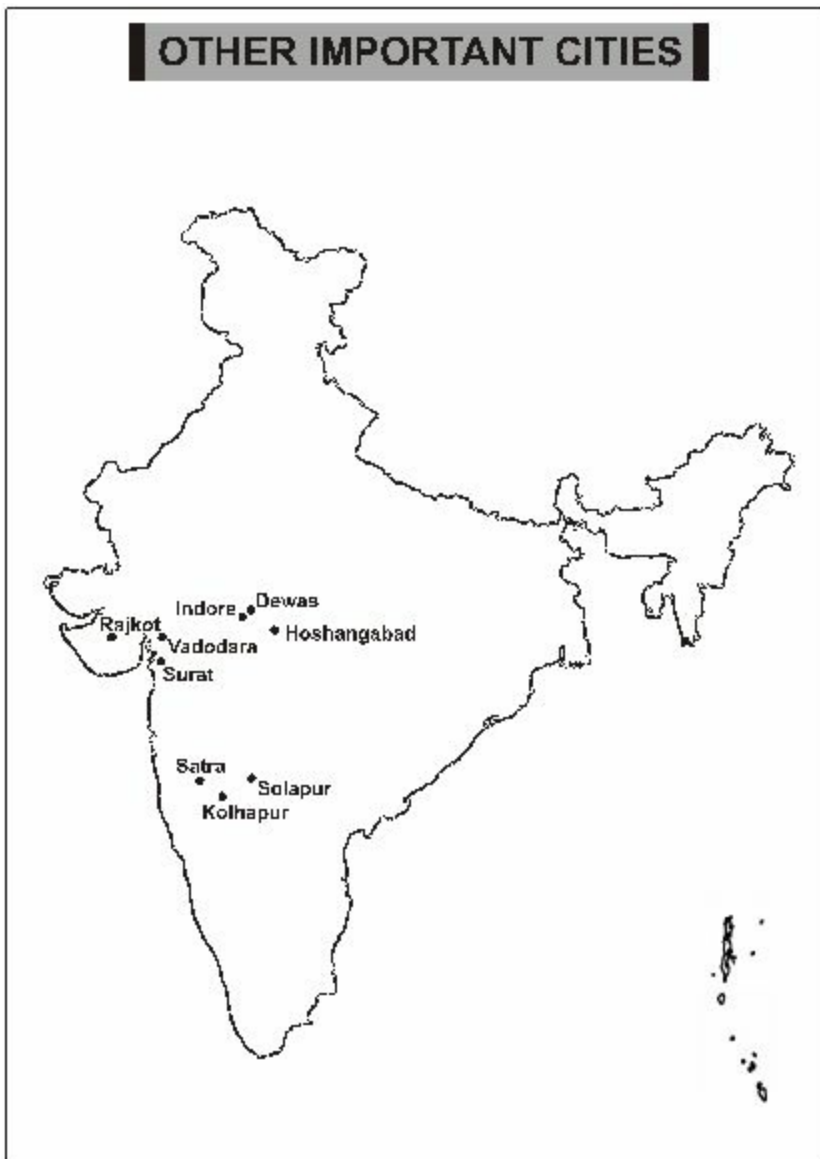 OTHER IMPORTANT CITIES
Dewas
Indore
Rajkot
Hoshangabad
Vadodara
Surat
Satra
Solapur
Kolhapur